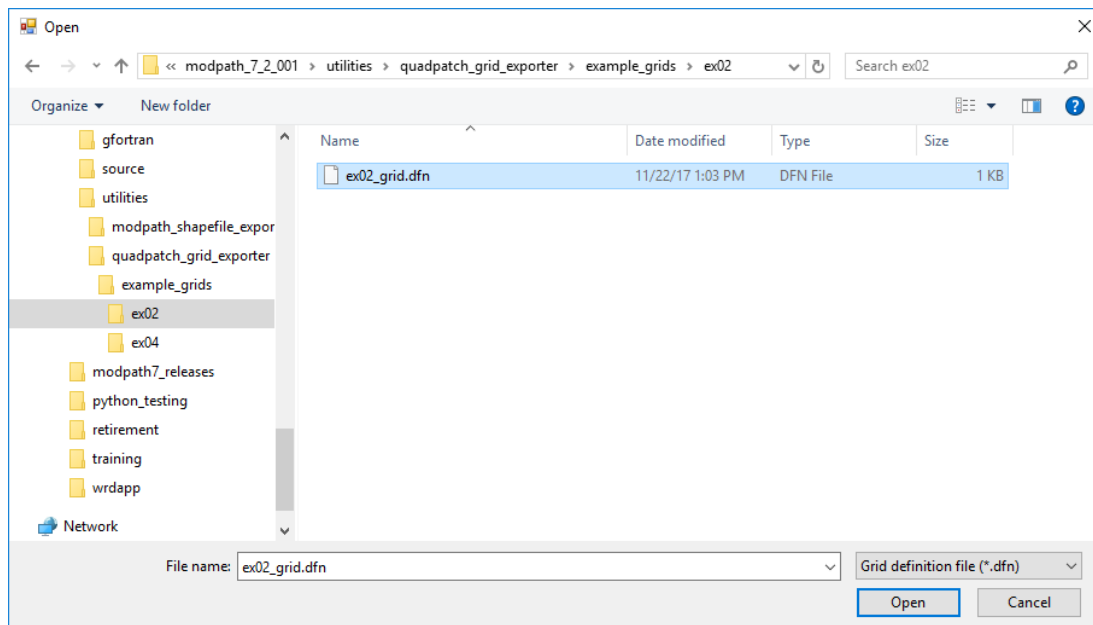 Open
« modpath_7_2_001 › utilities › quadpatch_grid_exporter › example_grids › ex02
Search ex02
Organize
New folder
?
gfortran
source
utilities
modpath_shapefile_expor
quadpatch_grid_exporter
example_grids
ex02
ex04
modpath7_releases
python_testing
retirement
training
wrdapp
Network
Name Date modified Type Size
ex02_grid.dfn 11/22/17 1:03 PM DFN File 1 KB
File name: ex02_grid.dfn Grid definition file (*.dfn)
Open Cancel